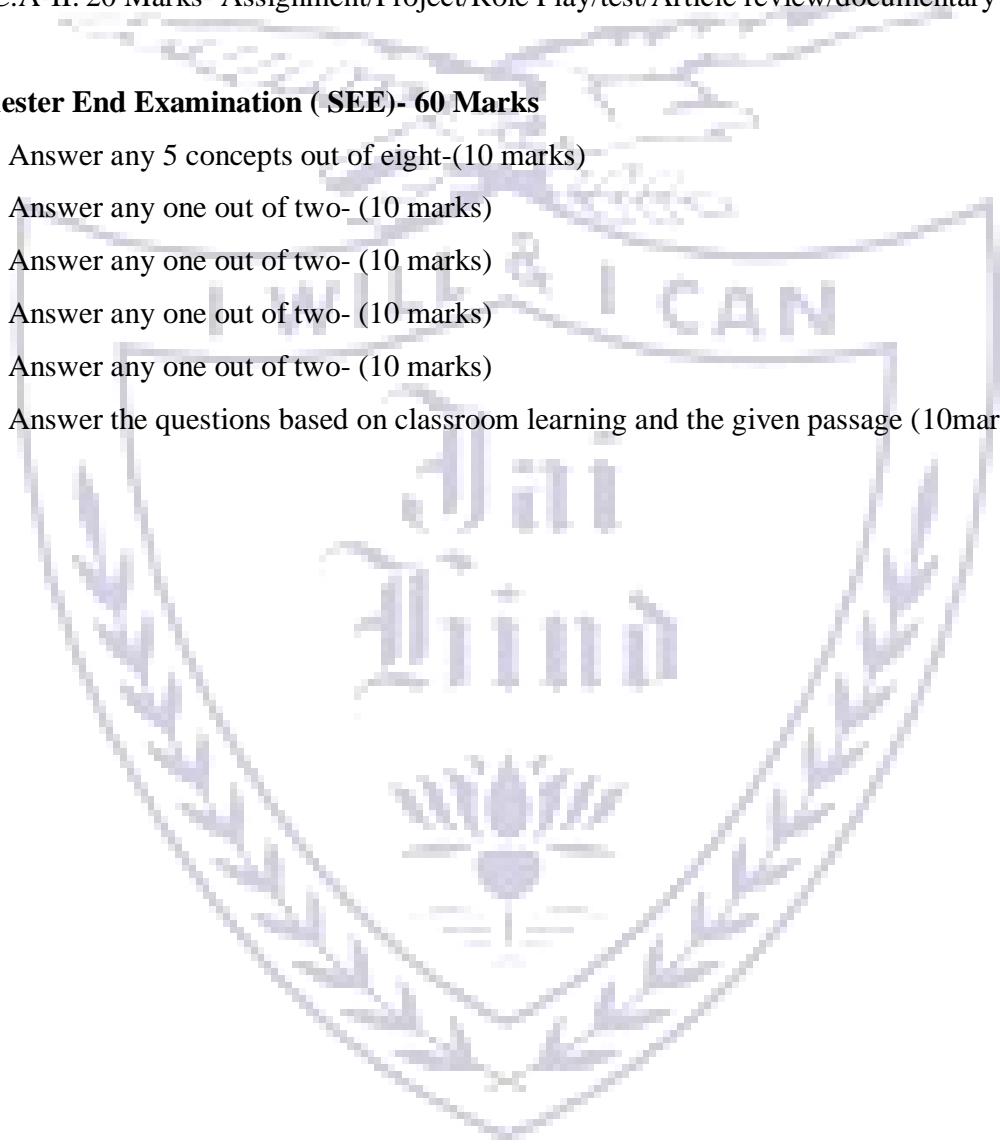 C.A-II: 20 Marks- Assignment/Project/Role Play/test/Article review/documentary
ester End Examination ( SEE)- 60 Marks
Answer any 5 concepts out of eight-(10 marks)
Answer any one out of two- (10 marks)
Answer any one out of two- (10 marks)
Answer any one out of two- (10 marks)
Answer any one out of two- (10 marks)
Answer the questions based on classroom learning and the given passage (10mar
I WILL & I CAN
Jai
Hind